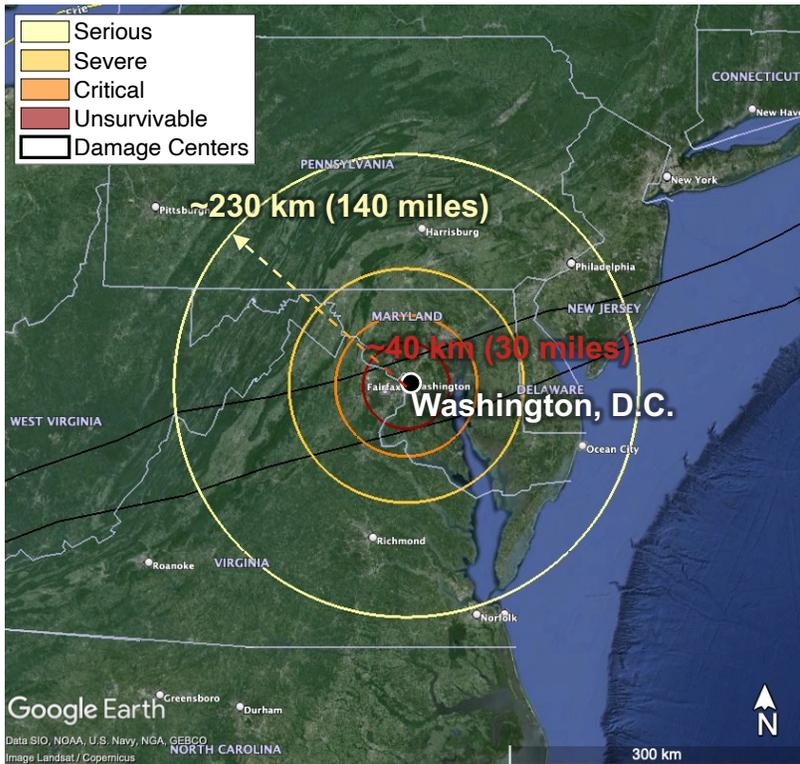 Erie
Serious
Severe
Critical
Unsurvivable
Damage Centers
CONNECTICUT
New Have
PENNSYLVANIA
New York
Pittsburgh
~230 km (140 miles)
Harrisburg
Philadelphia
NEW JERSEY
MARYLAND
~40 km (30 miles)
Fairfax
Washington
DELAWARE
Washington, D.C.
WEST VIRGINIA
Ocean City
Richmond
Roanoke
VIRGINIA
Norfolk
Greensboro
Google Earth
Durham
N
Data SIO, NOAA, U.S. Navy, NGA, GEBCO
NORTH CAROLINA
Image Landsat / Copernicus
300 km